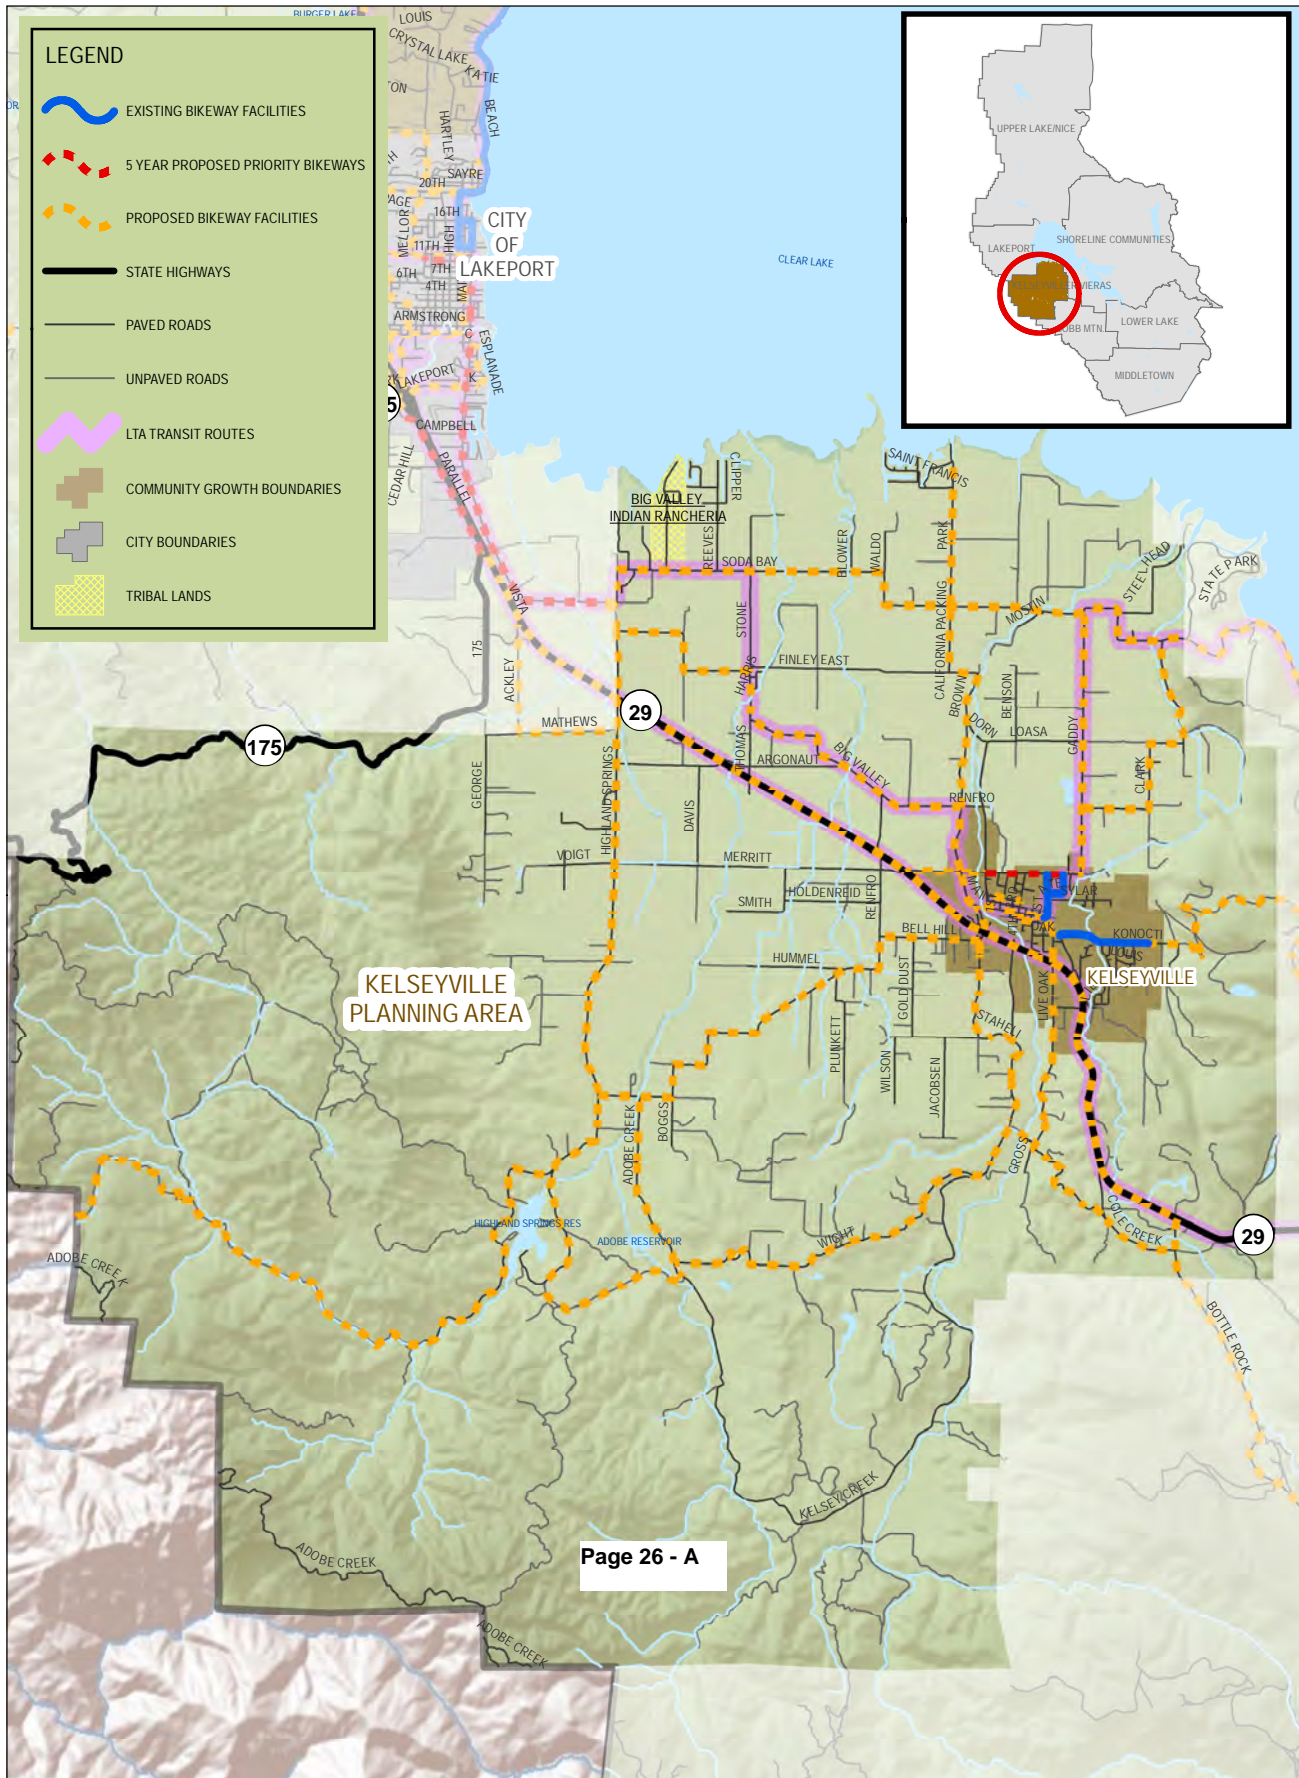 LEGEND
EXISTING BIKEWAY FACILITIES
5 YEAR PROPOSED PRIORITY BIKEWAYS
PROPOSED BIKEWAY FACILITIES
STATE HIGHWAYS
PAVED ROADS
UNPAVED ROADS
LTA TRANSIT ROUTES
COMMUNITY GROWTH BOUNDARIES
CITY BOUNDARIES
TRIBAL LANDS
BURGER LAKE
LOUIS
CRYSTAL LAKE
KATIE
BEACH
HARTLEY
SAYRE
20TH
16TH
MELLOR
HIGH
11TH
7TH
6TH
4TH
ARMSTRONG
C
ESPLANADE
LAKEPORT
K
CAMPBELL
CEDAR HILL
PARALLEL
CITY
OF
LAKEPORT
CLEAR LAKE
UPPER LAKE/NICE
LAKEPORT
SHORELINE COMMUNITIES
LOWER LAKE
MIDDLETOWN
BIG VALLEY
INDIAN RANCHERIA
CLIPPER
REEVES
SODA BAY
BLOWER
WALDO
SAINT FRANCIS
PARK
STEELHEAD
STATE PARK
VISTA
175
ACKLEY
MATHEWS
STONE
HARRIS
FINLEY EAST
CALIFORNIA PACKING
MOSTIN
BROWN
BENSON
DORN
LOASA
GADDY
CLARK
29
175
GEORGE
HIGHLAND SPRINGS
THOMAS
ARGONAUT
BIG VALLEY
RENFRO
DAVIS
VOIGT
MERRITT
HOLDENREID
SMITH
RENFRO
MAIN
SYLAR
OAK
BELL HILL
KONOCTI
LOUIS
HUMMEL
GOLD DUST
LIVE OAK
KELSEYVILLE
KELSEYVILLE
PLANNING AREA
PLUNKETT
WILSON
STAHELI
JACOBSEN
BOGGS
ADOBE CREEK
GROSS
COLE CREEK
29
WIGHT
HIGHLAND SPRINGS RES
ADOBE RESERVOIR
ADOBE CREEK
BOTTLE ROCK
KELSEY CREEK
ADOBE CREEK
Page 26 - A
ADOBE CREEK